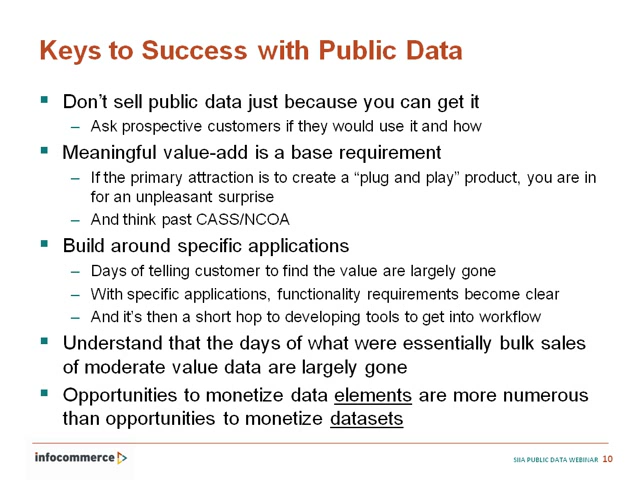 Keys to Success with Public Data
▪ Don't sell public data just because you can get it
– Ask prospective customers if they would use it and how
▪ Meaningful value-add is a base requirement
– If the primary attraction is to create a “plug and play” product, you are in
for an unpleasant surprise
– And think past CASS/NCOA
▪ Build around specific applications
– Days of telling customer to find the value are largely gone
– With specific applications, functionality requirements become clear
– And it's then a short hop to developing tools to get into workflow
▪ Understand that the days of what were essentially bulk sales
of moderate value data are largely gone
▪ Opportunities to monetize data elements are more numerous
than opportunities to monetize datasets
infocommerce
SIIA PUBLIC DATA WEBINAR 10